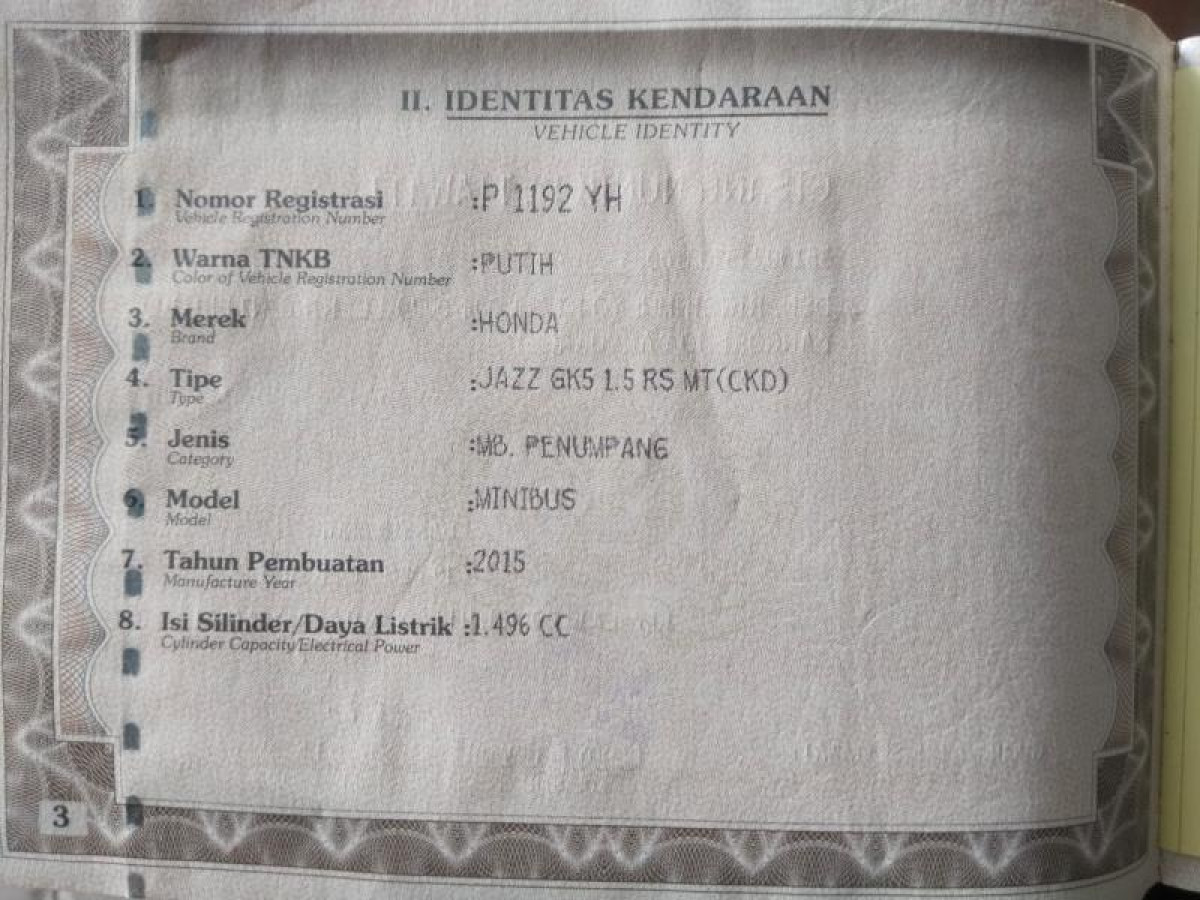 II. IDENTITAS KENDARAAN
VEHICLE IDENTITY
1. Nomor Registrasi :P 1192 YH
Vehicle Registration Number
2. Warna TNKB :PUTIH
Color of Vehicle Registration Number
3. Merek :HONDA
Brand
4. Tipe :JAZZ GK5 1.5 RS MT(CKD)
Type
5. Jenis :MB. PENUMPANG
Category
6. Model :MINIBUS
Model
7. Tahun Pembuatan :2015
Manufacture Year
8. Isi Silinder/Daya Listrik :1.496 CC
Cylinder Capacity/Electrical Power
3